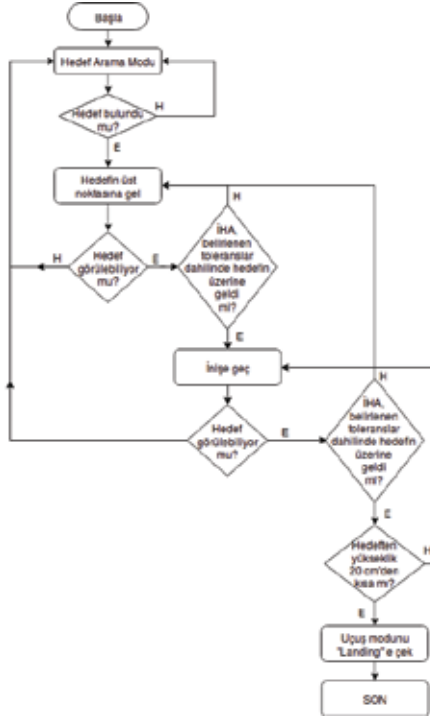 Başla
Hedef Arama Modu
H
Hedef bulundu
mu?
E
Hedefin üst
noktasına gel
H
İHA,
belirlenen
toleranslar
dahilinde hedefin
üzerine
geldi
mi?
Hedef
görülebiliyor
mu?
H
E
E
İnişe geç
H
İHA,
belirlenen
toleranslar
dahilinde hedefin
üzerine
geldi
mi?
Hedef
görülebiliyor
mu?
E
E
Hedeften
yükseklik
20 cm'den
kısa mı?
H
E
Uçuş modunu
"Landing"e çek
SON